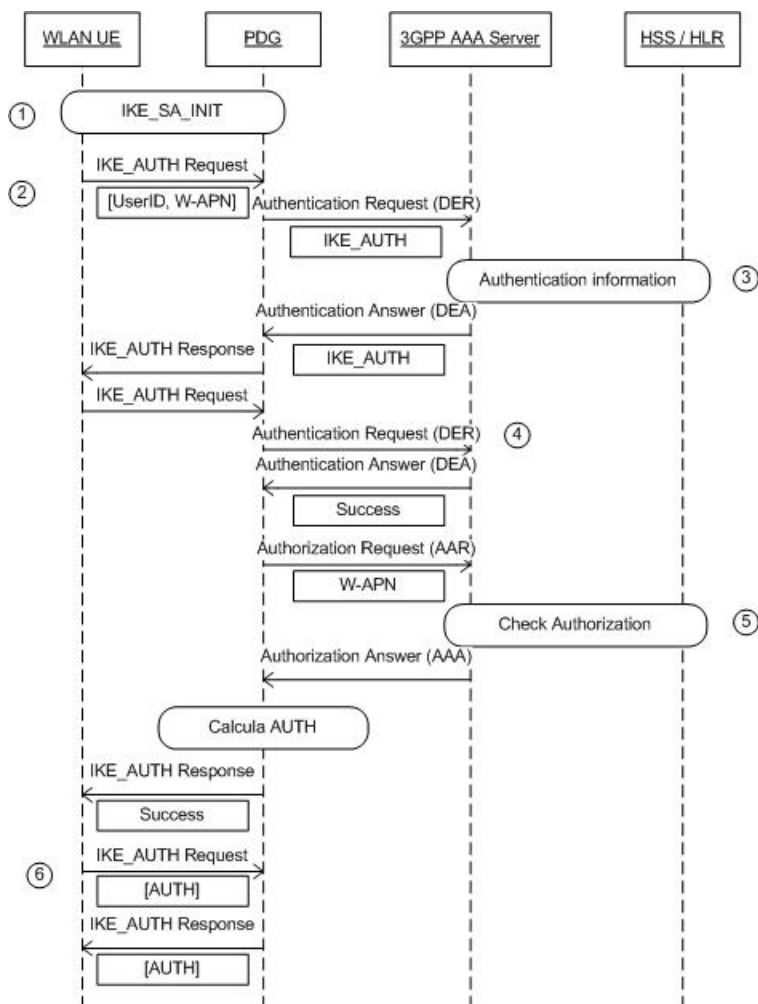 WLAN UE
PDG
3GPP AAA Server
HSS / HLR
1
IKE_SA_INIT
IKE_AUTH Request
2
[UserID, W-APN]
Authentication Request (DER)
IKE_AUTH
Authentication information
3
Authentication Answer (DEA)
IKE_AUTH
IKE_AUTH Response
IKE_AUTH Request
Authentication Request (DER)
4
Authentication Answer (DEA)
Success
Authorization Request (AAR)
W-APN
Check Authorization
5
Authorization Answer (AAA)
Calcula AUTH
IKE_AUTH Response
Success
IKE_AUTH Request
6
[AUTH]
IKE_AUTH Response
[AUTH]